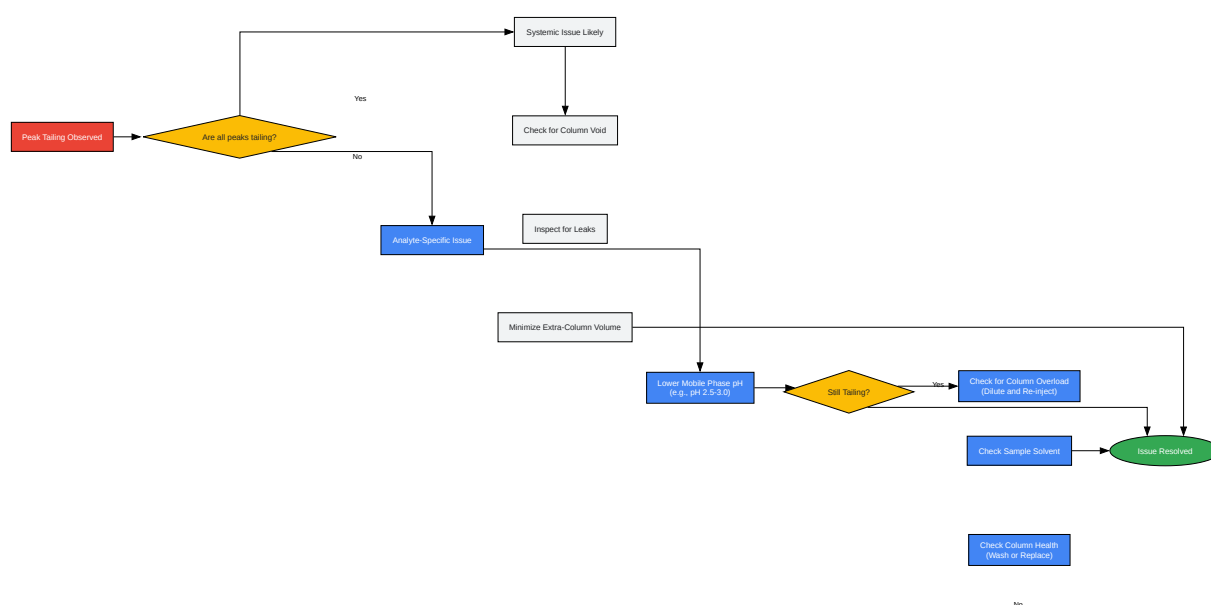 Systemic Issue Likely
Yes
Peak Tailing Observed
Are all peaks tailing?
Check for Column Void
No
Analyte-Specific Issue
Inspect for Leaks
Minimize Extra-Column Volume
Lower Mobile Phase pH
(e.g., pH 2.5-3.0)
Still Tailing?
Yes
Check for Column Overload
(Dilute and Re-inject)
Check Sample Solvent
Issue Resolved
Check Column Health
(Wash or Replace)
No